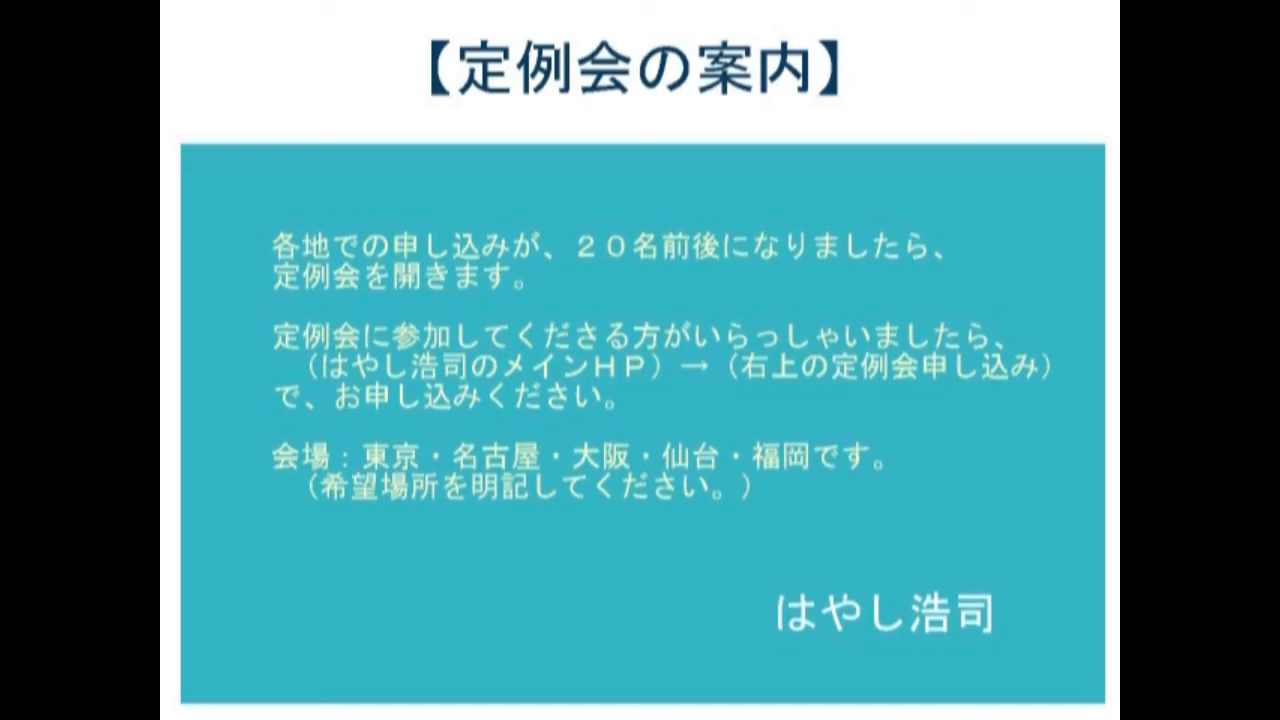 【定例会の案内】
各地での申し込みが、２０名前後になりましたら、
定例会を開きます。
定例会に参加してくださる方がいらっしゃいましたら、
（はやし浩司のメインＨＰ）→（右上の定例会申し込み）
で、お申し込みください。
会場：東京・名古屋・大阪・仙台・福岡です。
（希望場所を明記してください。）
はやし浩司